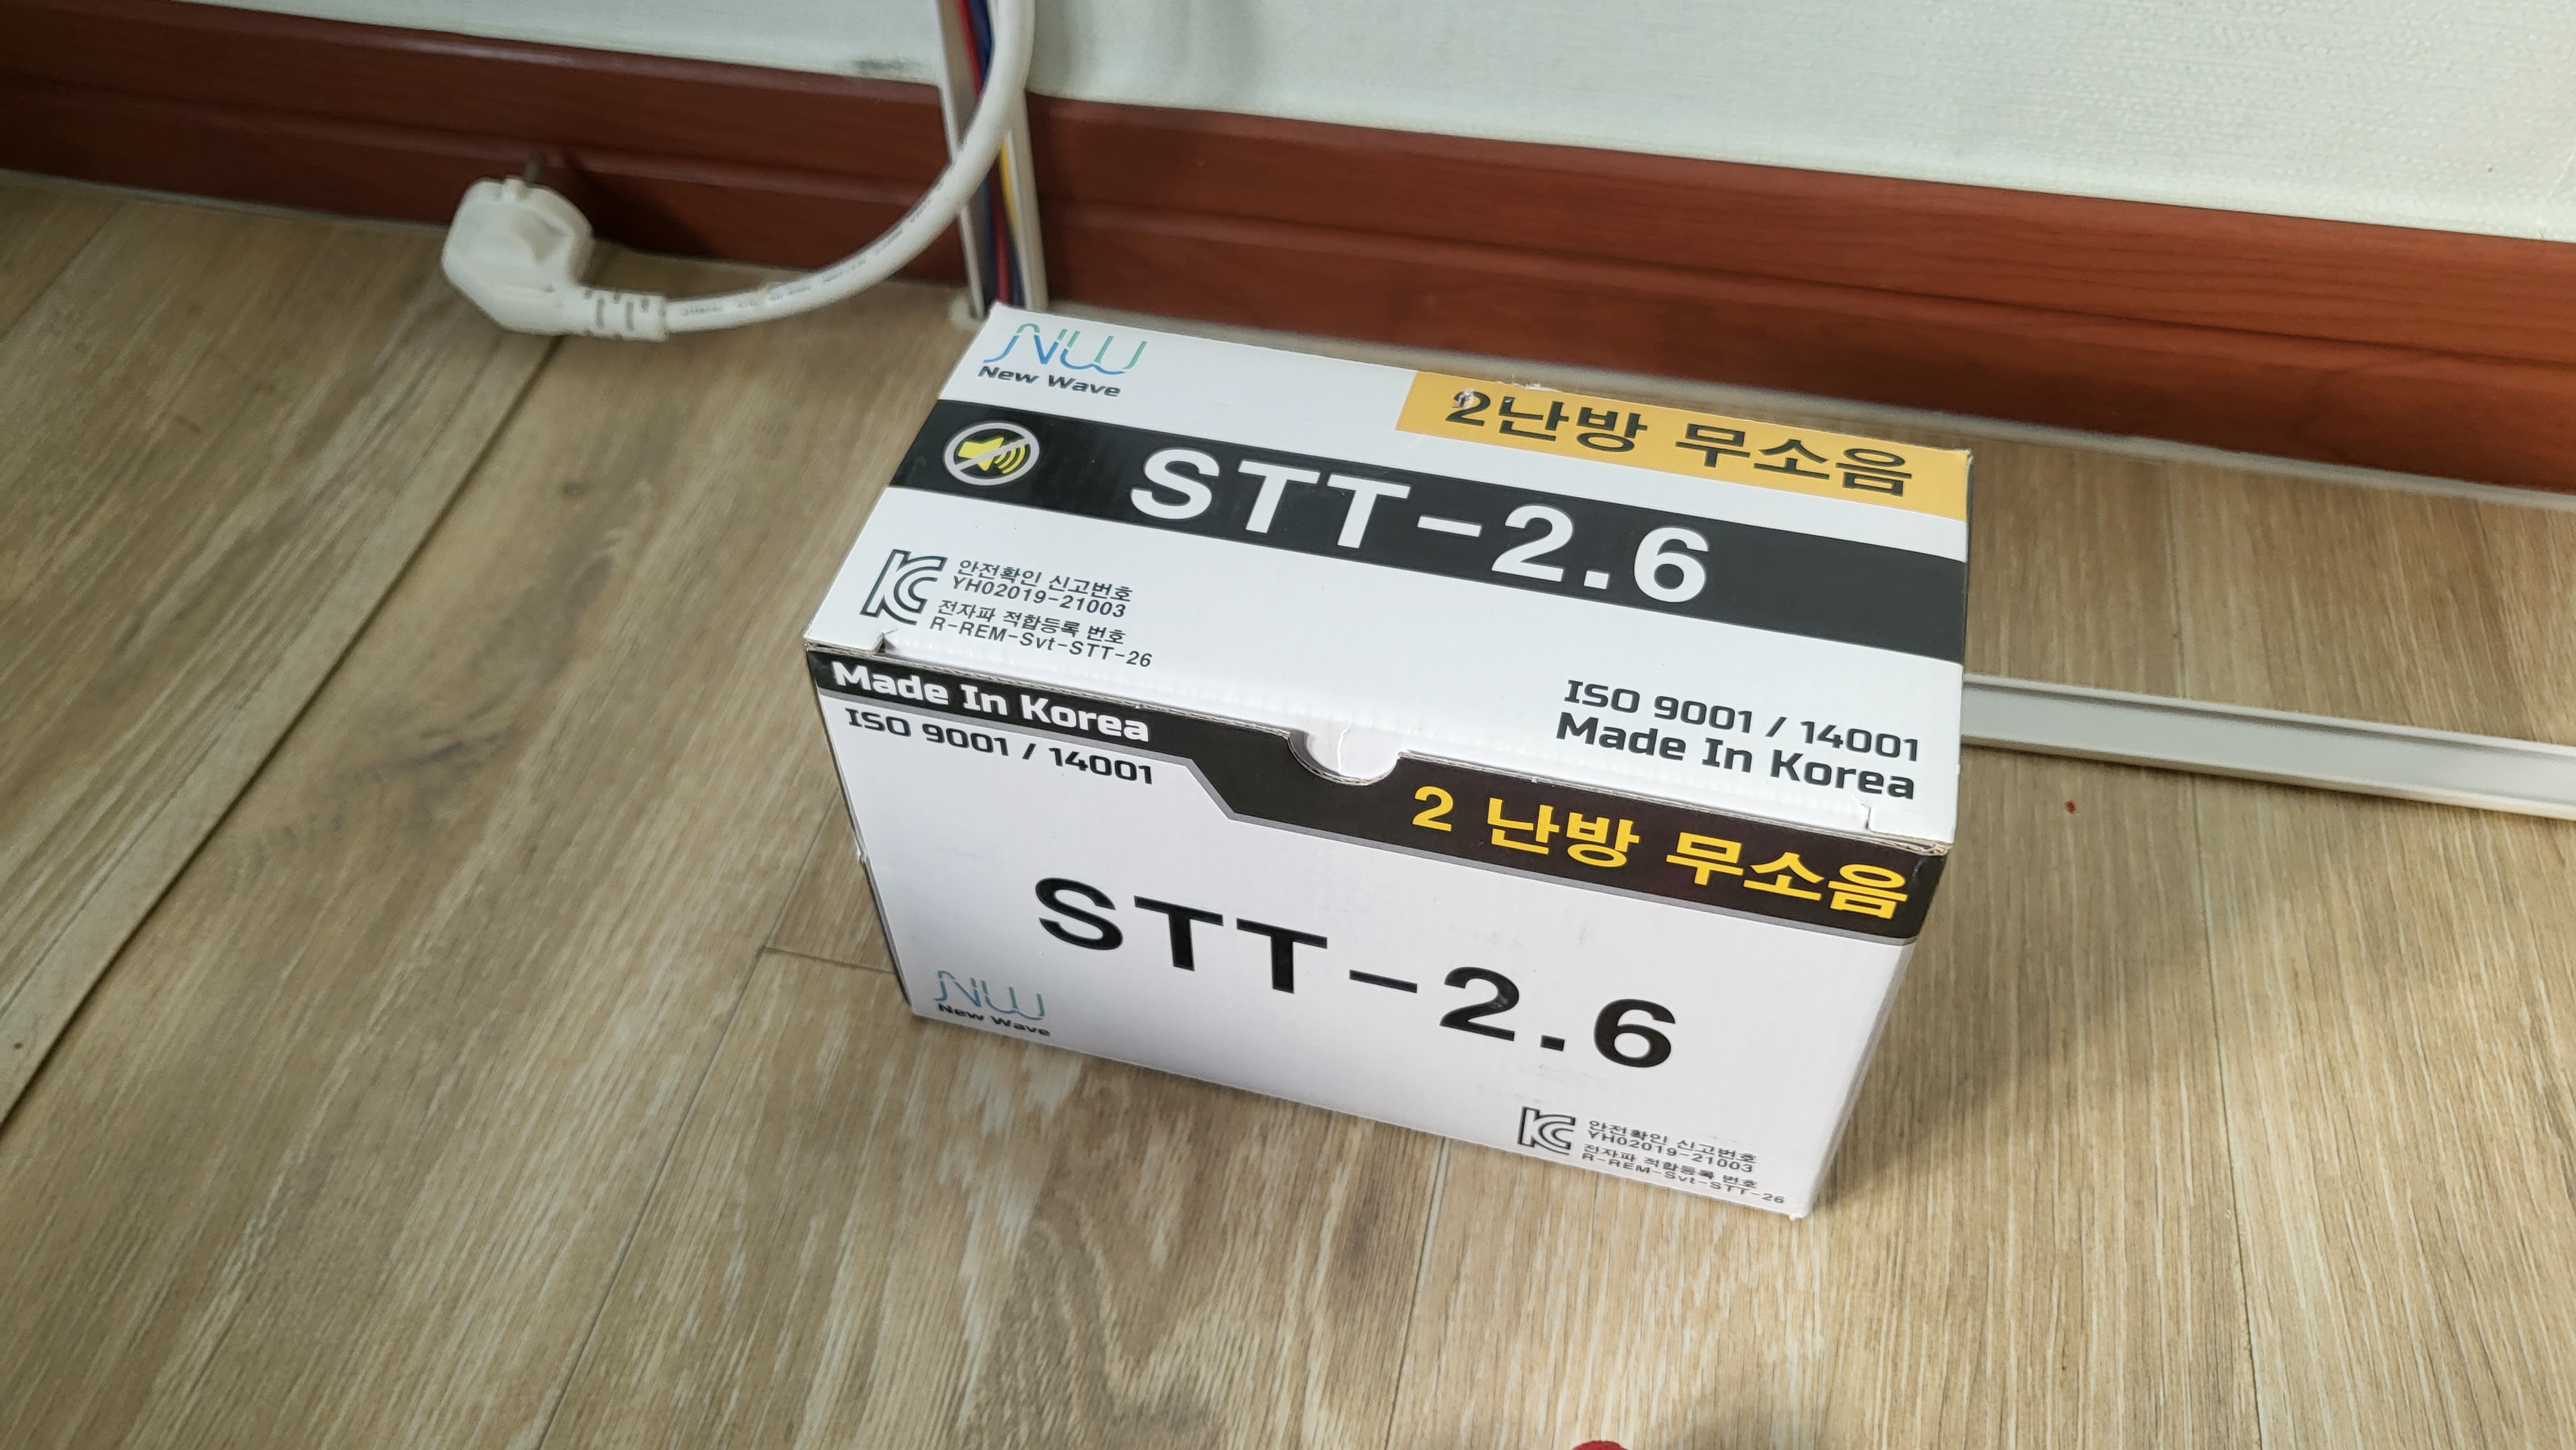 New Wave
2난방 무소음
STT-2.6
안전확인 신고번호
YH02019-21003
전자파 적합등록 번호
R-REM-Svt-STT-26
ISO 9001 / 14001
Made In Korea
Made In Korea
ISO 9001 / 14001
2 난방 무소음
STT-2.6
New Wave
안전확인 신고번호
YH02019-21003
전자파 적합등록 번호
R-REM-Svt-STT-26